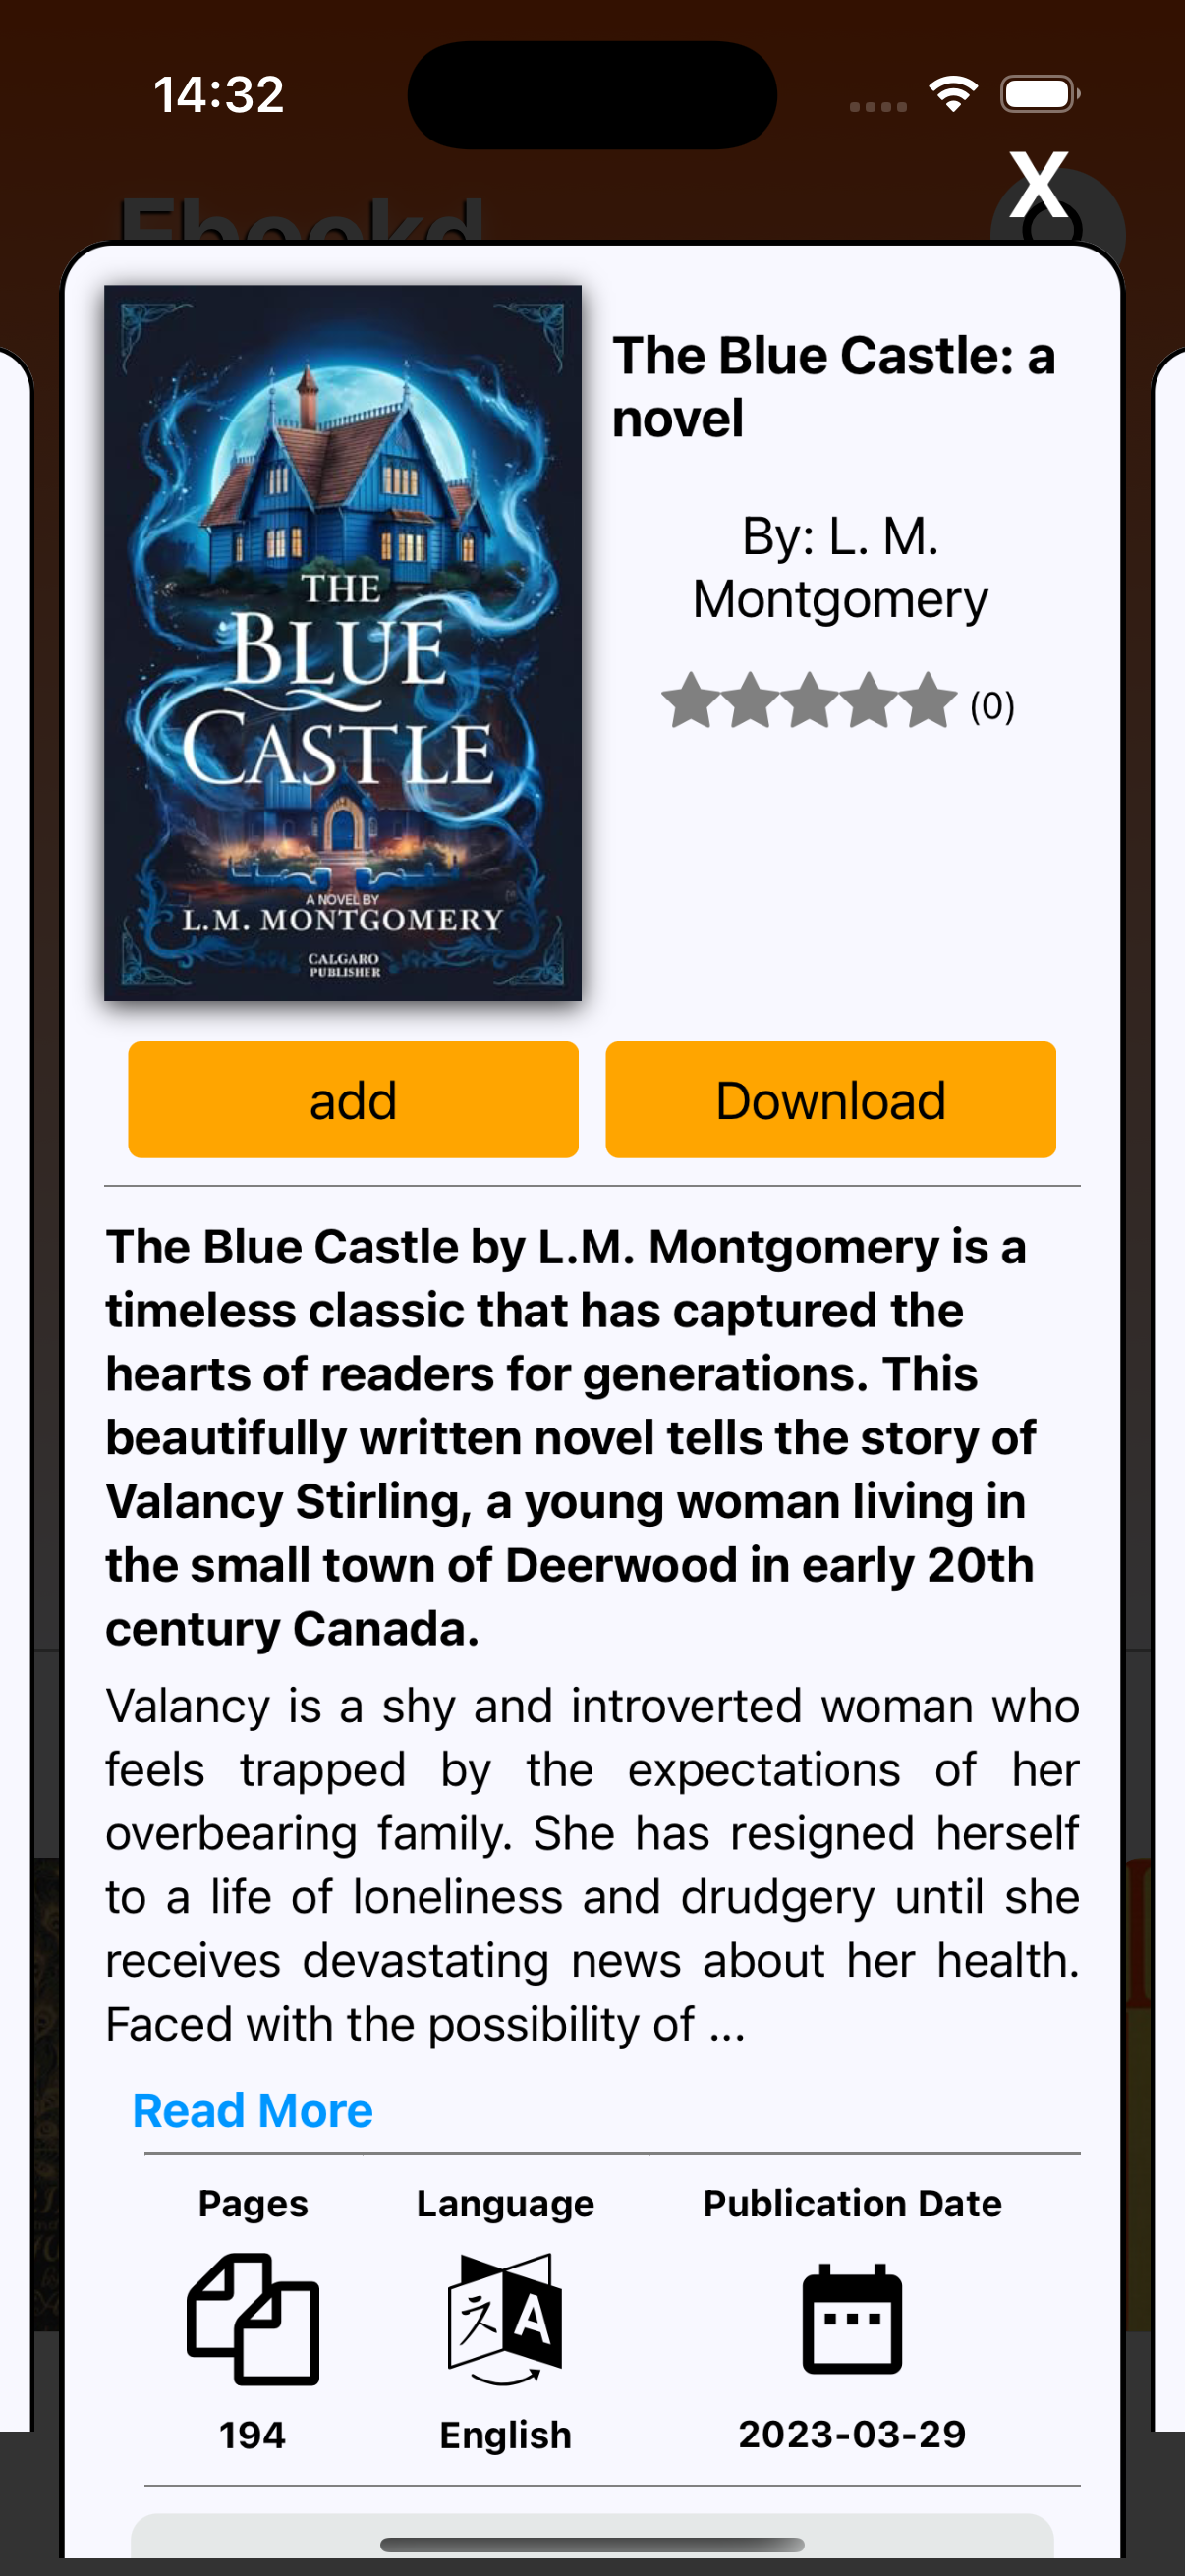 14:32
X
Ebookd
The Blue Castle: a
novel
By: L. M.
Montgomery
(0)
THE
BLUE
CASTLE
A NOVEL BY
L.M. MONTGOMERY
CALGARO
PUBLISHER
add
Download
The Blue Castle by L.M. Montgomery is a
timeless classic that has captured the
hearts of readers for generations. This
beautifully written novel tells the story of
Valancy Stirling, a young woman living in
the small town of Deerwood in early 20th
century Canada.
Valancy is a shy and introverted woman who
feels trapped by the expectations of her
overbearing family. She has resigned herself
to a life of loneliness and drudgery until she
receives devastating news about her health.
Faced with the possibility of ...
Read More
Pages
Language
Publication Date
A
194
English
2023-03-29